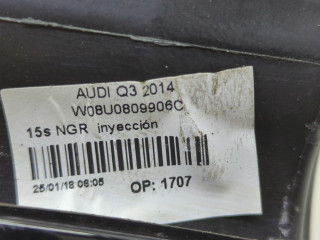 AUDI Q3 2014
W08U0809906C
15s NGR inyección
25/01/18 06:05 OP: 1707